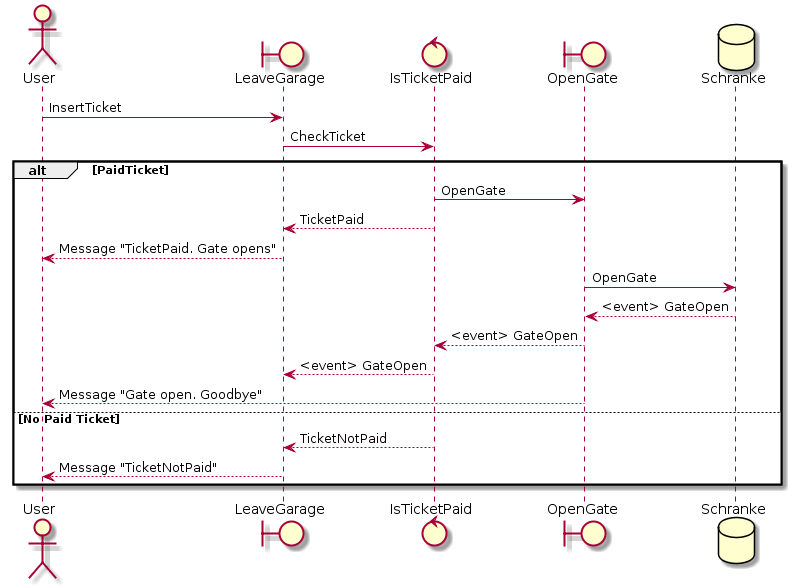 User LeaveGarage IsTicketPaid OpenGate Schranke
InsertTicket
CheckTicket
alt [PaidTicket]
OpenGate
TicketPaid
Message "TicketPaid. Gate opens"
OpenGate
<event> GateOpen
<event> GateOpen
<event> GateOpen
Message "Gate open. Goodbye"
[No Paid Ticket]
TicketNotPaid
Message "TicketNotPaid"
User LeaveGarage IsTicketPaid OpenGate Schranke